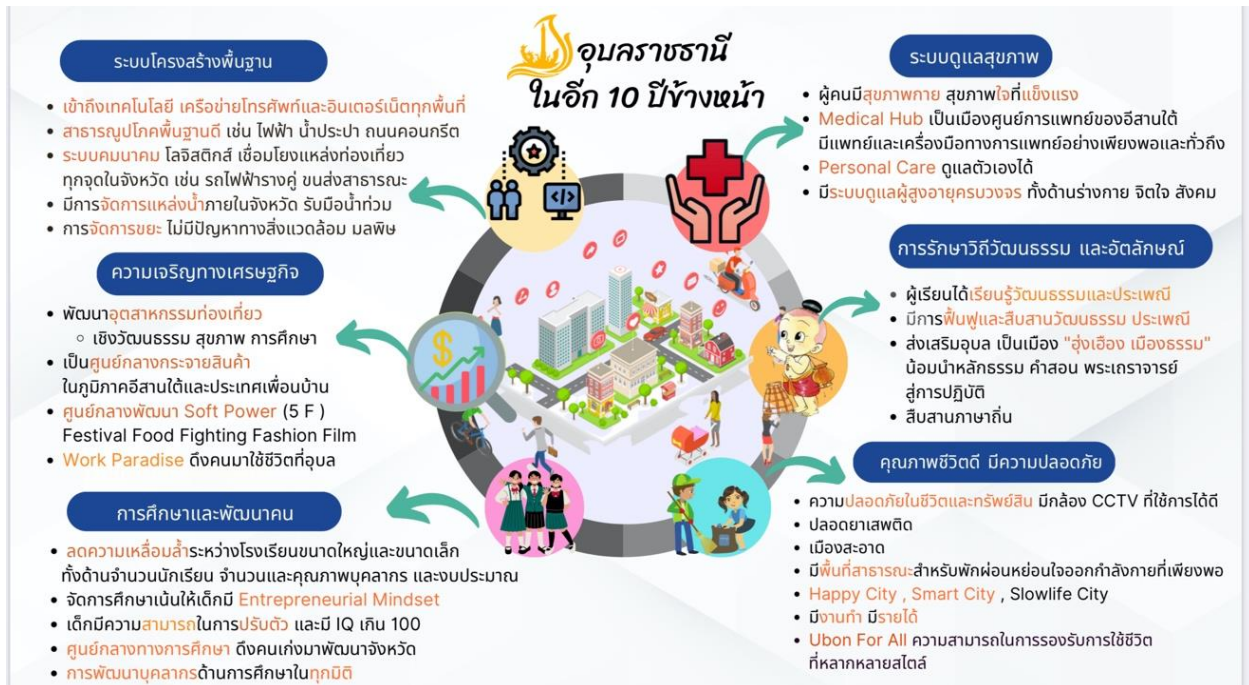 อุบลราชธานี
ในอีก 10 ปีข้างหน้า
ระบบโครงสร้างพื้นฐาน
• เข้าถึงเทคโนโลยี เครือข่ายโทรศัพท์และอินเตอร์เน็ตทุกพื้นที่
• สาธารณูปโภคพื้นฐานดี เช่น ไฟฟ้า น้ำประปา ถนนคอนกรีต
• ระบบคมนาคม โลจิสติกส์ เชื่อมโยงแหล่งท่องเที่ยว
ทุกจุดในจังหวัด เช่น รถไฟฟ้ารางคู่ ขนส่งสาธารณะ
• มีการจัดการแหล่งน้ำภายในจังหวัด รับมือน้ำท่วม
• การจัดการขยะ ไม่มีปัญหาทางสิ่งแวดล้อม มลพิษ
ความเจริญทางเศรษฐกิจ
• พัฒนาอุตสาหกรรมท่องเที่ยว
○ เชิงวัฒนธรรม สุขภาพ การศึกษา
• เป็นศูนย์กลางกระจายสินค้า
ในภูมิภาคอีสานใต้และประเทศเพื่อนบ้าน
• ศูนย์กลางพัฒนา Soft Power (5 F )
Festival Food Fighting Fashion Film
• Work Paradise ดึงคนมาใช้ชีวิตที่อุบล
การศึกษาและพัฒนาคน
• ลดความเหลื่อมล้ำระหว่างโรงเรียนขนาดใหญ่และขนาดเล็ก
ทั้งด้านจำนวนนักเรียน จำนวนและคุณภาพบุคลากร และงบประมาณ
• จัดการศึกษาเน้นให้เด็กมี Entrepreneurial Mindset
• เด็กมีความสามารถในการปรับตัว และมี IQ เกิน 100
• ศูนย์กลางทางการศึกษา ดึงคนเก่งมาพัฒนาจังหวัด
• การพัฒนาบุคลากรด้านการศึกษาในทุกมิติ
ระบบดูแลสุขภาพ
• ผู้คนมีสุขภาพกาย สุขภาพใจที่แข็งแรง
• Medical Hub เป็นเมืองศูนย์การแพทย์ของอีสานใต้
มีแพทย์และเครื่องมือทางการแพทย์อย่างเพียงพอและทั่วถึง
• Personal Care ดูแลตัวเองได้
• มีระบบดูแลผู้สูงอายุครบวงจร ทั้งด้านร่างกาย จิตใจ สังคม
การรักษาวิถีวัฒนธรรม และอัตลักษณ์
• ผู้เรียนได้เรียนรู้วัฒนธรรมและประเพณี
• มีการฟื้นฟูและสืบสานวัฒนธรรม ประเพณี
• ส่งเสริมอุบล เป็นเมือง "ฮุ่งเฮือง เมืองธรรม"
น้อมนำหลักธรรม คำสอน พระเถราจารย์
สู่การปฏิบัติ
• สืบสานภาษาถิ่น
คุณภาพชีวิตดี มีความปลอดภัย
• ความปลอดภัยในชีวิตและทรัพย์สิน มีกล้อง CCTV ที่ใช้การได้ดี
• ปลอดยาเสพติด
• เมืองสะอาด
• มีพื้นที่สาธารณะสำหรับพักผ่อนหย่อนใจออกกำลังกายที่เพียงพอ
• Happy City , Smart City , Slowlife City
• มีงานทำ มีรายได้
• Ubon For All ความสามารถในการรองรับการใช้ชีวิต
ที่หลากหลายสไตล์